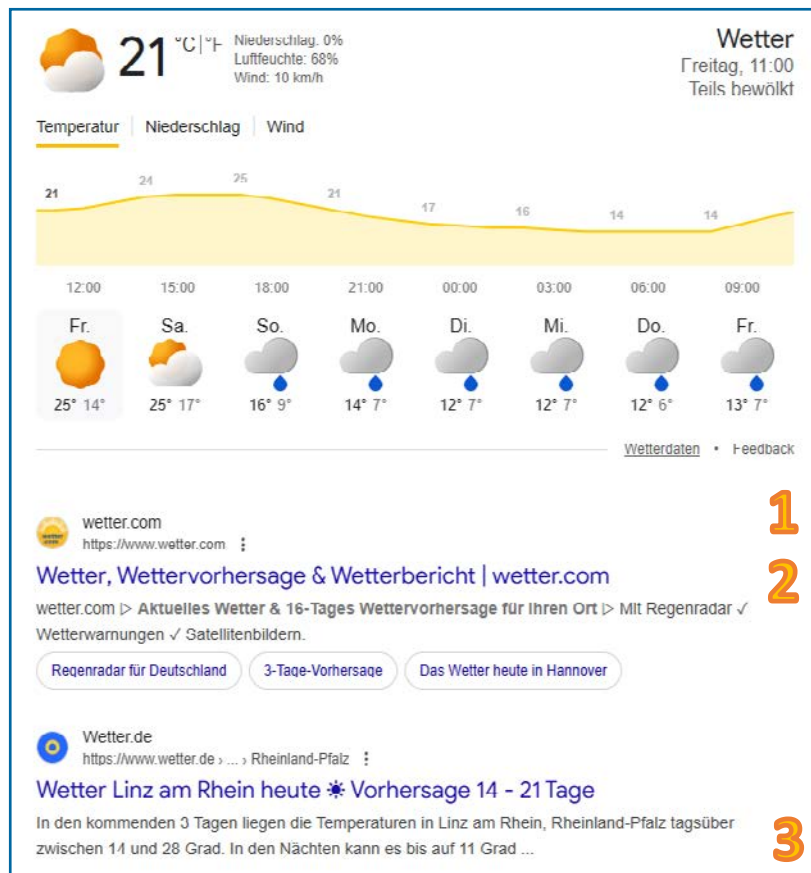 21 °C|°F
Niederschlag: 0%
Luftfeuchte: 68%
Wind: 10 km/h
Wetter
Freitag, 11:00
Teils bewölkt
Temperatur | Niederschlag | Wind
21 24 25 21 17 16 14 14
12:00 15:00 18:00 21:00 00:00 03:00 06:00 09:00
Fr. Sa. So. Mo. Di. Mi. Do. Fr.
25° 14° 25° 17° 16° 9° 14° 7° 12° 7° 12° 7° 12° 6° 13° 7°
Wetterdaten • Feedback
1
wetter.com
https://www.wetter.com
2
Wetter, Wettervorhersage & Wetterbericht | wetter.com
wetter.com ▷ Aktuelles Wetter & 16-Tages Wettervorhersage für Ihren Ort ▷ Mit Regenradar ✓
Wetterwarnungen ✓ Satellitenbildern.
Regenradar für Deutschland 3-Tage-Vorhersage Das Wetter heute in Hannover
Wetter.de
https://www.wetter.de › ... › Rheinland-Pfalz
Wetter Linz am Rhein heute ☀ Vorhersage 14 - 21 Tage
In den kommenden 3 Tagen liegen die Temperaturen in Linz am Rhein, Rheinland-Pfalz tagsüber
zwischen 14 und 28 Grad. In den Nächten kann es bis auf 11 Grad ...
3